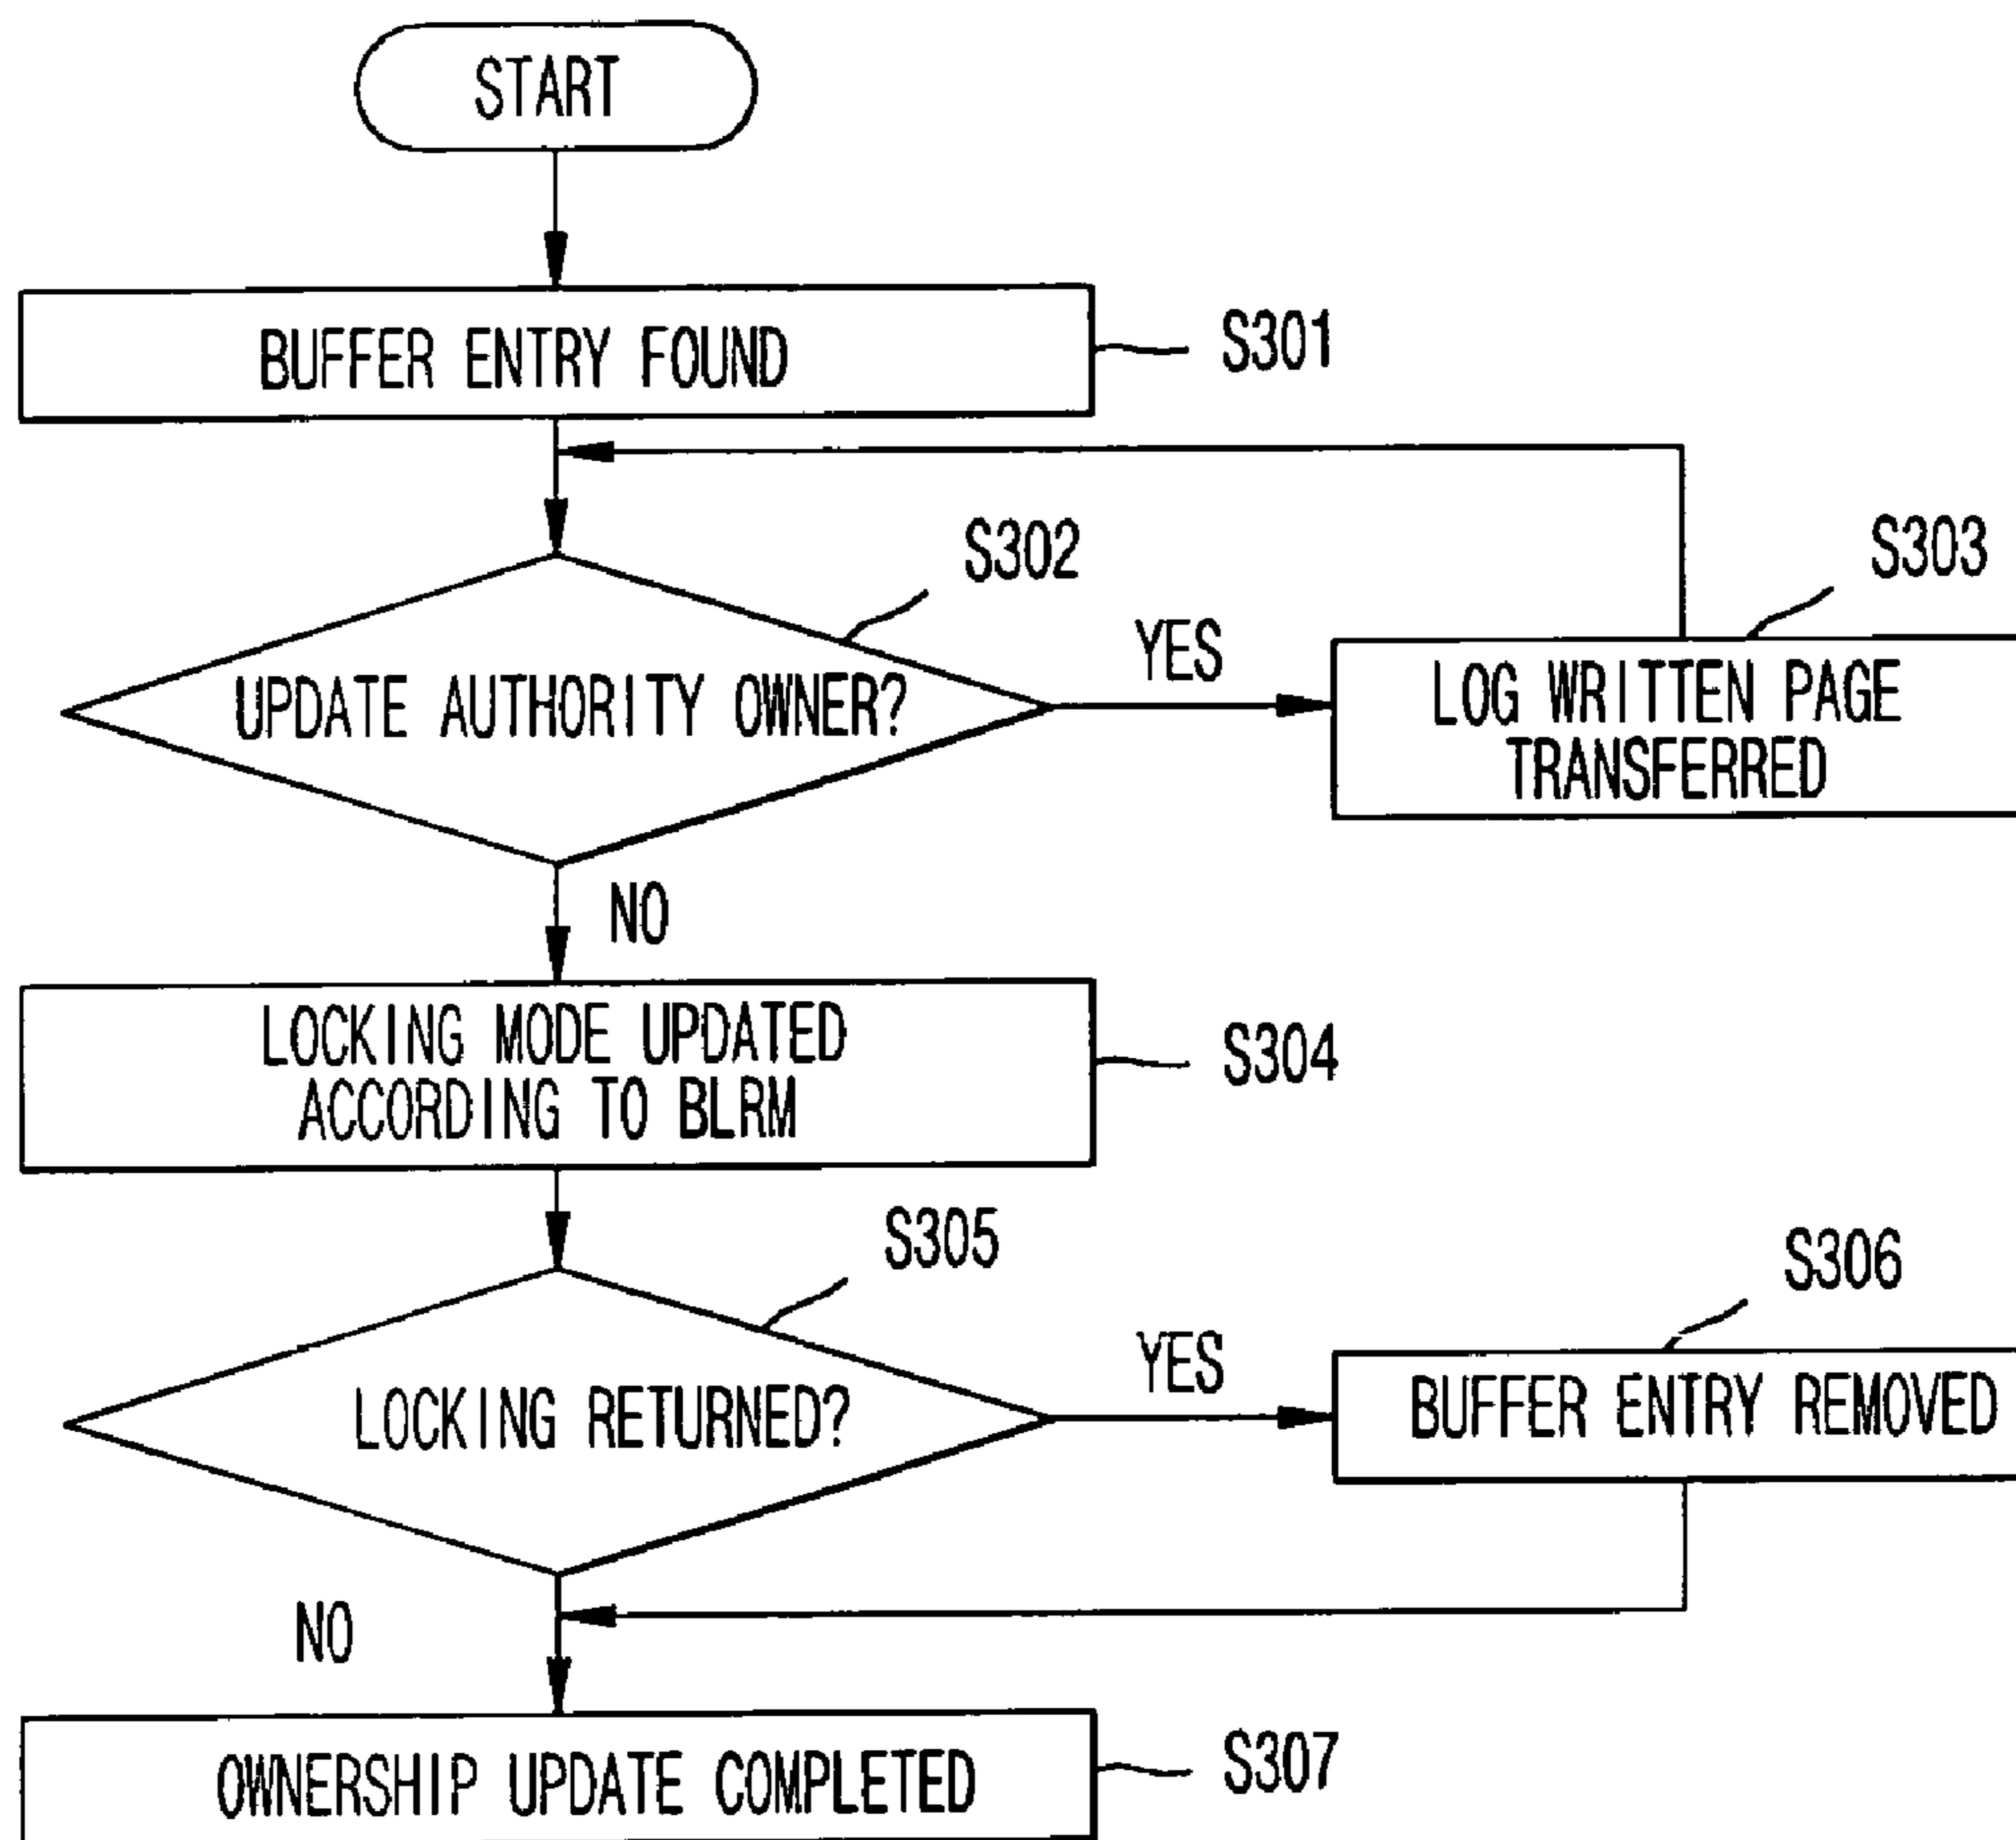 START
BUFFER ENTRY FOUND
S301
S302
S303
UPDATE AUTHORITY OWNER?
YES
LOG WRITTEN PAGE
TRANSFERRED
NO
LOCKING MODE UPDATED
ACCORDING TO BLRM
S304
S305
S306
LOCKING RETURNED?
YES
BUFFER ENTRY REMOVED
NO
OWNERSHIP UPDATE COMPLETED
S307